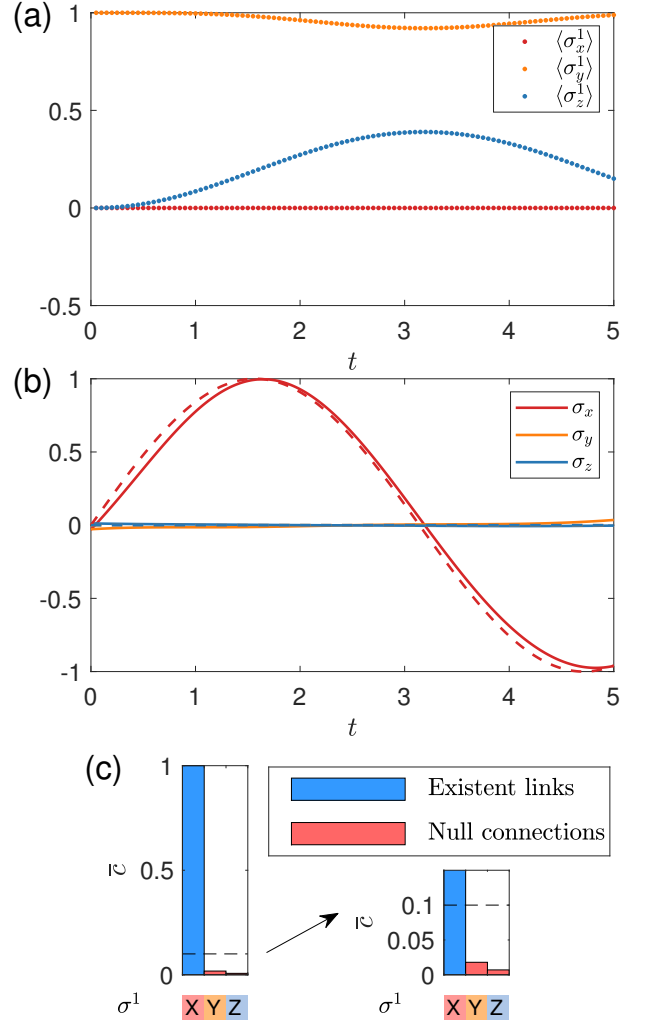 (a)
1
0.5
0
-0.5
⟨σ_x^1⟩
⟨σ_y^1⟩
⟨σ_z^1⟩
0 1 2 3 4 5
t
(b)
1
0.5
0
-0.5
-1
σ_x
σ_y
σ_z
0 1 2 3 4 5
t
(c)
1
0.5
0
c̅
Existent links
Null connections
0.1
0.05
0
c̅
σ^1 X Y Z
σ^1 X Y Z